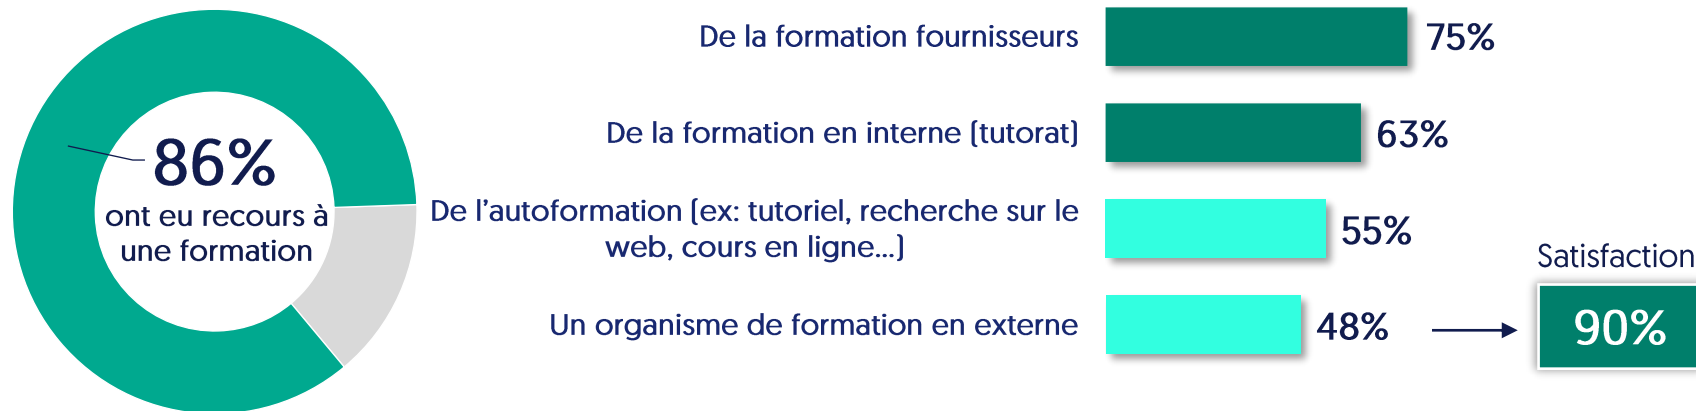 86%
ont eu recours à
une formation
De la formation fournisseurs
75%
De la formation en interne (tutorat)
63%
De l’autoformation (ex: tutoriel, recherche sur le
web, cours en ligne...)
55%
Un organisme de formation en externe
48%
Satisfaction
90%